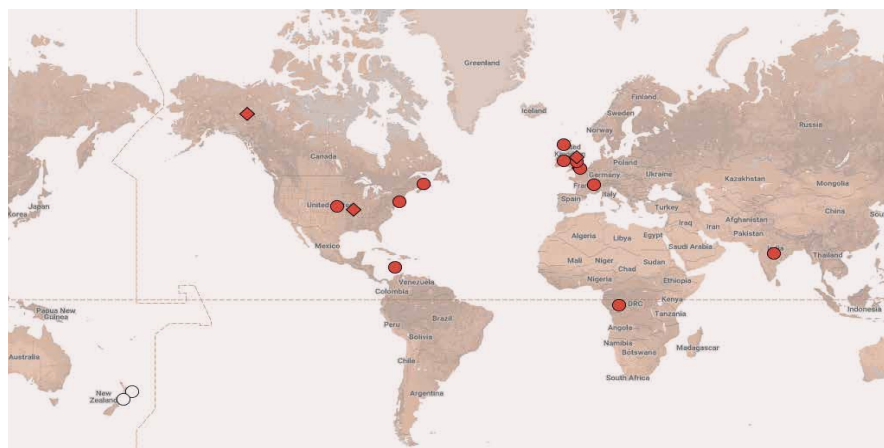 Greenland
Iceland
Finland
Sweden
Norway
Russia
Canada
United
Kingdom
Poland
Germany
Ukraine
Kazakhstan
Mongolia
France
Italy
Spain
Turkey
Japan
Korea
United States
Iraq
Iran
Afghanistan
Pakistan
China
Algeria
Libya
Egypt
Saudi Arabia
India
Thailand
Mexico
Mali
Niger
Chad
Sudan
Venezuela
Colombia
Nigeria
Ethiopia
DRC
Kenya
Tanzania
Indonesia
Papua New
Guinea
Peru
Brazil
Bolivia
Angola
Namibia
Botswana
Madagascar
Australia
Chile
South Africa
Argentina
New
Zealand